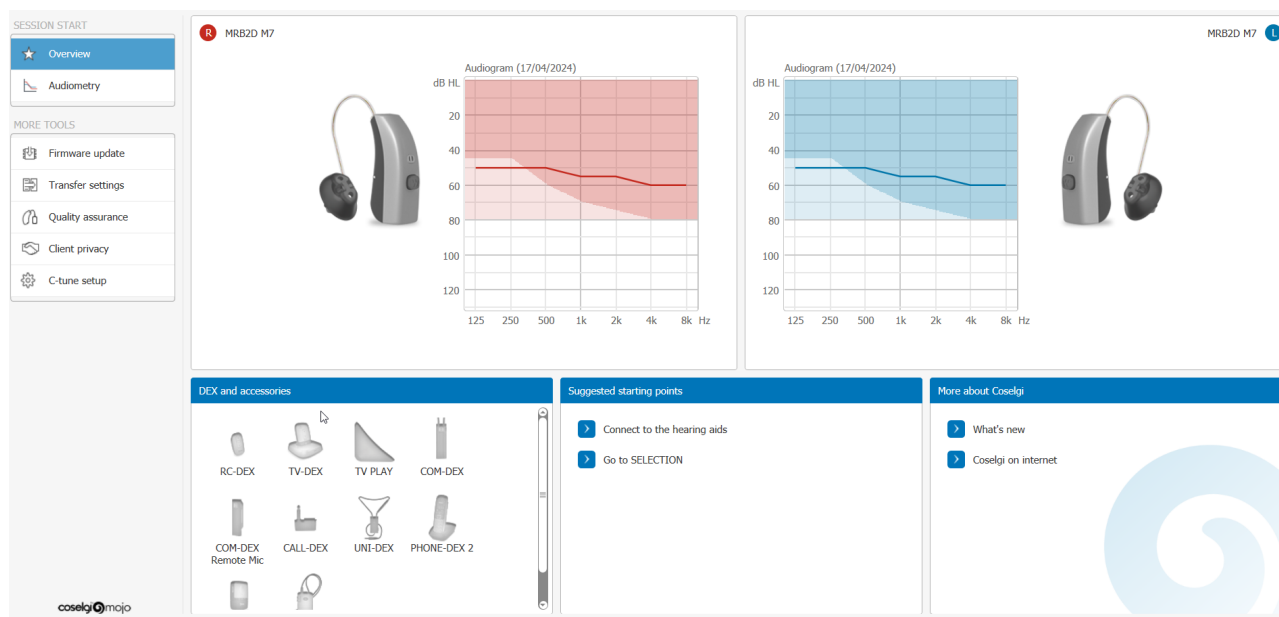 SESSION START
Overview
Audiometry
MORE TOOLS
Firmware update
Transfer settings
Quality assurance
Client privacy
C-tune setup
coselgi mojo
R MRB2D M7
Audiogram (17/04/2024)
dB HL
20
40
60
80
100
120
125 250 500 1k 2k 4k 8k Hz
MRB2D M7 L
Audiogram (17/04/2024)
dB HL
20
40
60
80
100
120
125 250 500 1k 2k 4k 8k Hz
DEX and accessories
RC-DEX TV-DEX TV PLAY COM-DEX
COM-DEX CALL-DEX UNI-DEX PHONE-DEX 2
Remote Mic
Suggested starting points
Connect to the hearing aids
Go to SELECTION
More about Coselgi
What's new
Coselgi on internet